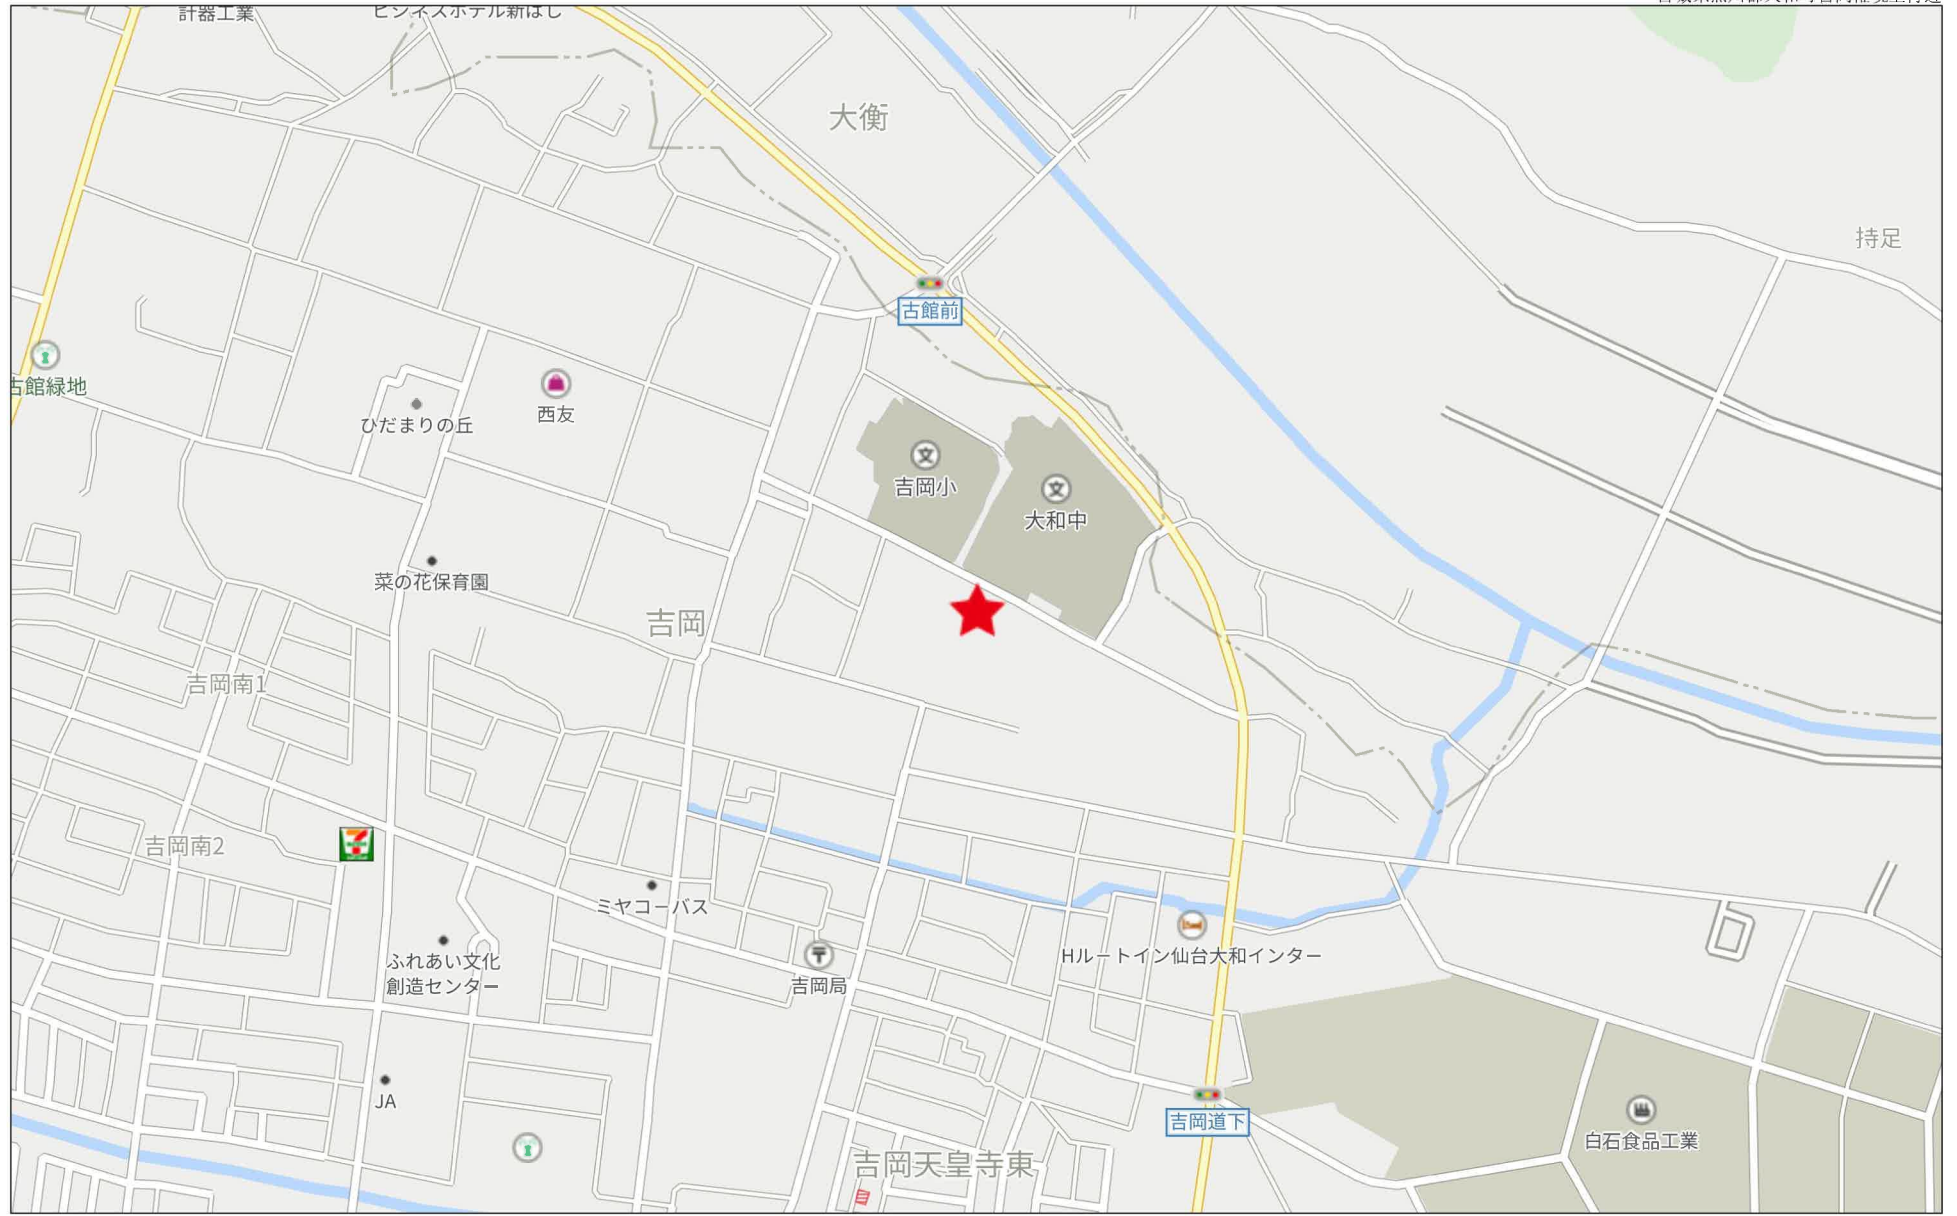 計器工業
ビジネスホテル新ばし
大衡
持足
古館前
古館緑地
ひだまりの丘
西友
吉岡小
大和中
菜の花保育園
吉岡
吉岡南1
吉岡南2
ミヤコーバス
Hルートイン仙台大和インター
ふれあい文化
創造センター
吉岡局
JA
吉岡道下
白石食品工業
吉岡天皇寺東